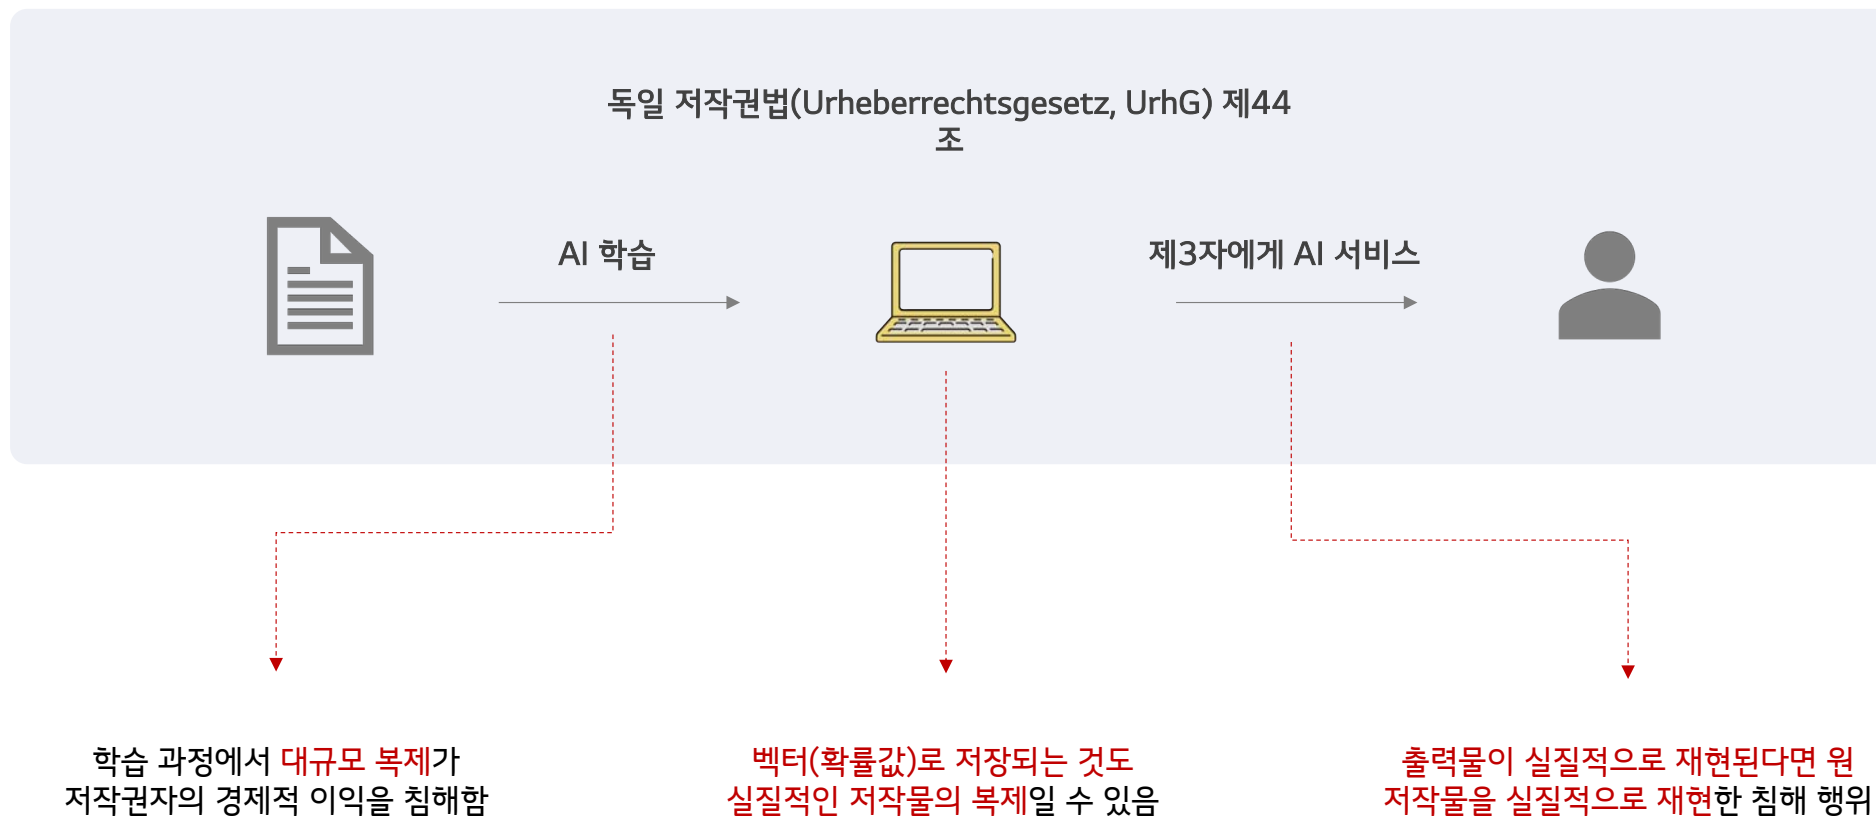 독일 저작권법(Urheberrechtsgesetz, UrhG) 제44
조
AI 학습
제3자에게 AI 서비스
학습 과정에서 대규모 복제가
저작권자의 경제적 이익을 침해함
벡터(확률값)로 저장되는 것도
실질적인 저작물의 복제일 수 있음
출력물이 실질적으로 재현된다면 원
저작물을 실질적으로 재현한 침해 행위